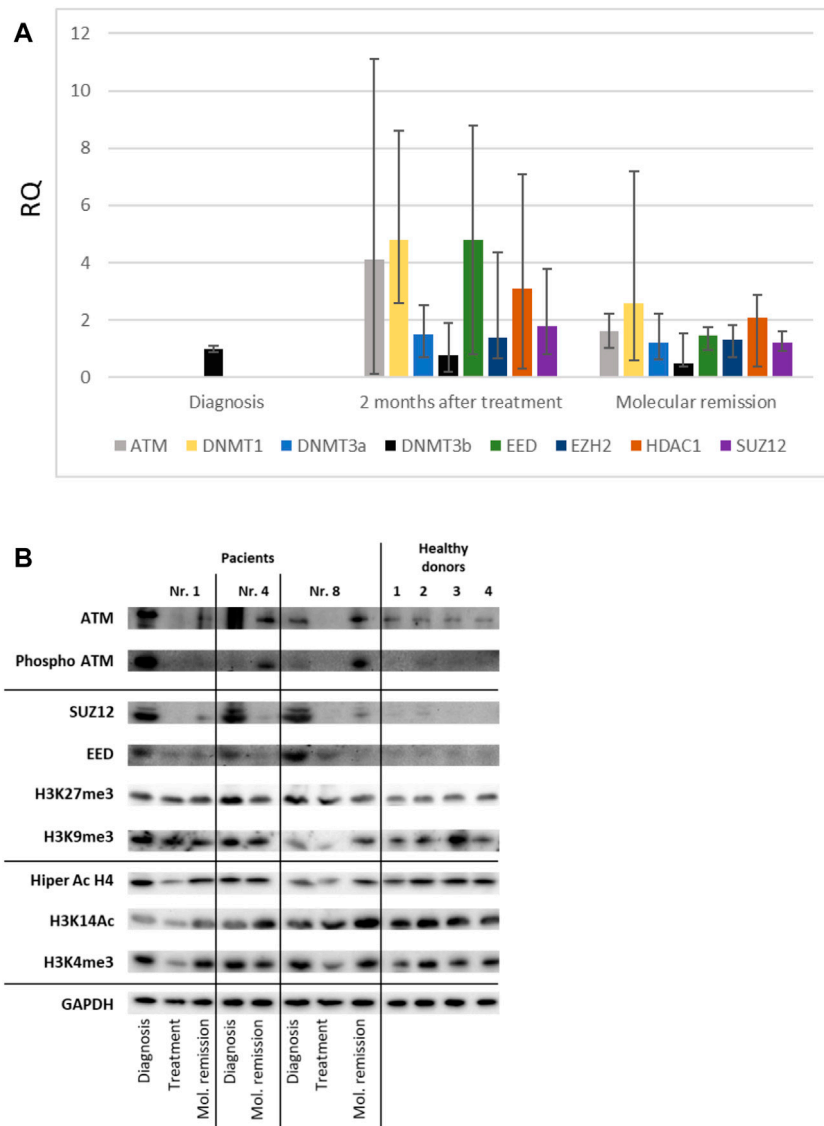 A
12
10
8
6
4
2
0
RQ
Diagnosis 2 months after treatment Molecular remission
ATM DNMT1 DNMT3a DNMT3b EED EZH2 HDAC1 SUZ12
B
Pacients Healthy donors
Nr. 1 Nr. 4 Nr. 8 1 2 3 4
ATM
Phospho ATM
SUZ12
EED
H3K27me3
H3K9me3
Hiper Ac H4
H3K14Ac
H3K4me3
GAPDH
Diagnosis
Treatment
Mol. remission
Diagnosis
Mol. remission
Diagnosis
Treatment
Mol. remission